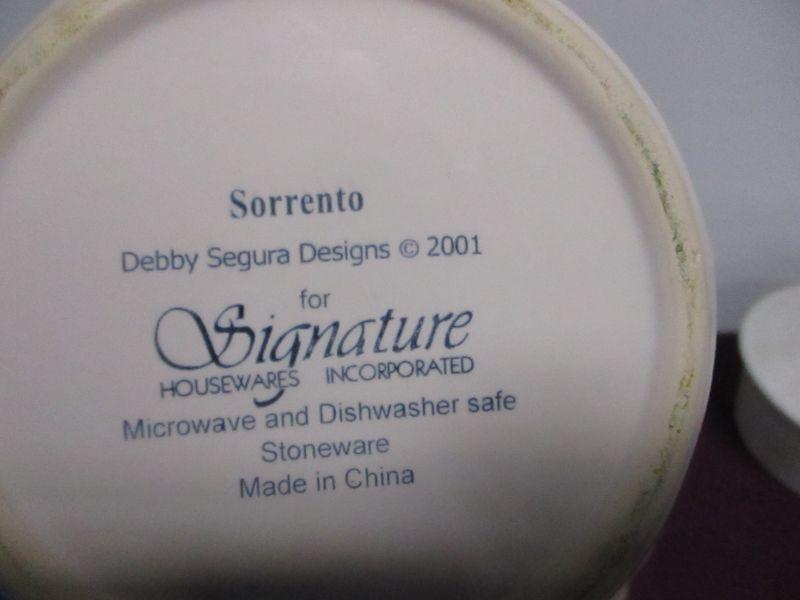 Sorrento
Debby Segura Designs © 2001
for
Signature
HOUSEWARES INCORPORATED
Microwave and Dishwasher safe
Stoneware
Made in China